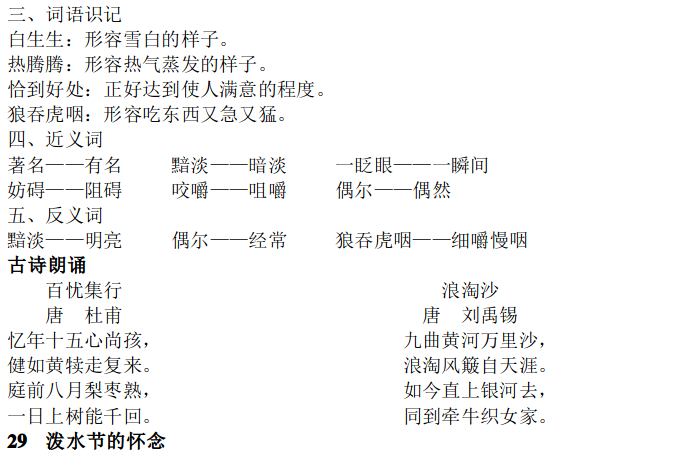 三、词语识记
白生生：形容雪白的样子。
热腾腾：形容热气蒸发的样子。
恰到好处：正好达到使人满意的程度。
狼吞虎咽：形容吃东西又急又猛。
四、近义词
著名——有名 黯淡——暗淡 一眨眼——一瞬间
妨碍——阻碍 咬嚼——咀嚼 偶尔——偶然
五、反义词
黯淡——明亮 偶尔——经常 狼吞虎咽——细嚼慢咽
古诗朗诵
百忧集行 浪淘沙
唐 杜甫 唐 刘禹锡
忆年十五心尚孩， 九曲黄河万里沙，
健如黄犊走复来。 浪淘风簸自天涯。
庭前八月梨枣熟， 如今直上银河去，
一日上树能千回。 同到牵牛织女家。
29 泼水节的怀念